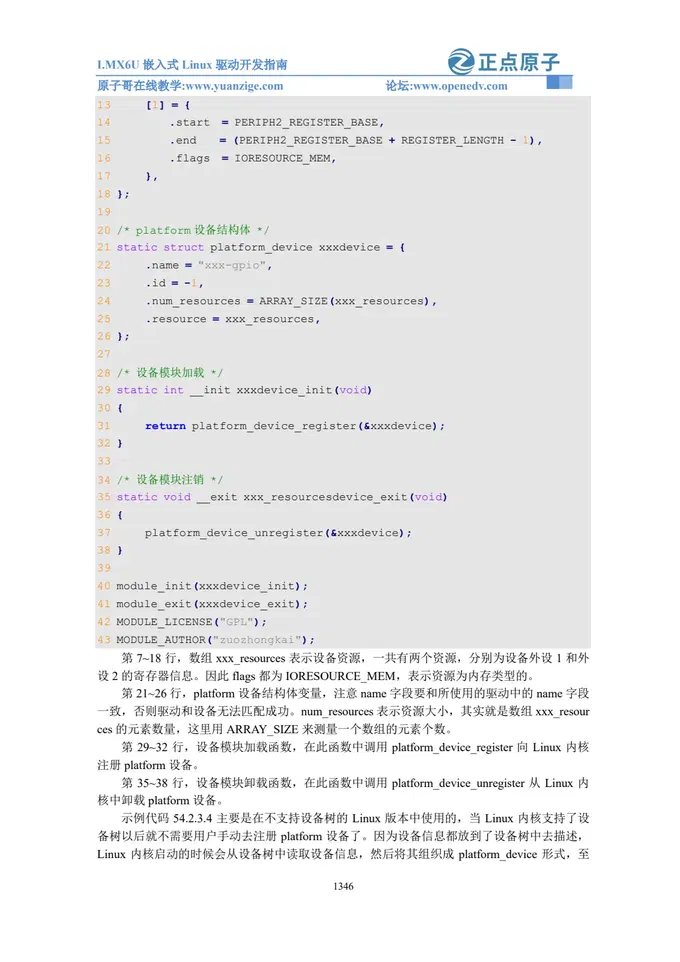 I.MX6U 嵌入式 Linux 驱动开发指南
正点原子
原子哥在线教学:www.yuanzige.com 论坛:www.openedv.com
13 [1] = {
14 .start = PERIPH2_REGISTER_BASE,
15 .end = (PERIPH2_REGISTER_BASE + REGISTER_LENGTH - 1),
16 .flags = IORESOURCE_MEM,
17 },
18 };
19
20 /* platform 设备结构体 */
21 static struct platform_device xxxdevice = {
22 .name = "xxx-gpio",
23 .id = -1,
24 .num_resources = ARRAY_SIZE(xxx_resources),
25 .resource = xxx_resources,
26 };
27
28 /* 设备模块加载 */
29 static int __init xxxdevice_init(void)
30 {
31 return platform_device_register(&xxxdevice);
32 }
33
34 /* 设备模块注销 */
35 static void __exit xxx_resourcesdevice_exit(void)
36 {
37 platform_device_unregister(&xxxdevice);
38 }
39
40 module_init(xxxdevice_init);
41 module_exit(xxxdevice_exit);
42 MODULE_LICENSE("GPL");
43 MODULE_AUTHOR("zuozhongkai");
第 7~18 行，数组 xxx_resources 表示设备资源，一共有两个资源，分别为设备外设 1 和外
设 2 的寄存器信息。因此 flags 都为 IORESOURCE_MEM，表示资源为内存类型的。
第 21~26 行，platform 设备结构体变量，注意 name 字段要和所使用的驱动中的 name 字段
一致，否则驱动和设备无法匹配成功。num_resources 表示资源大小，其实就是数组 xxx_resour
ces 的元素数量，这里用 ARRAY_SIZE 来测量一个数组的元素个数。
第 29~32 行，设备模块加载函数，在此函数中调用 platform_device_register 向 Linux 内核
注册 platform 设备。
第 35~38 行，设备模块卸载函数，在此函数中调用 platform_device_unregister 从 Linux 内
核中卸载 platform 设备。
示例代码 54.2.3.4 主要是在不支持设备树的 Linux 版本中使用的，当 Linux 内核支持了设
备树以后就不需要用户手动去注册 platform 设备了。因为设备信息都放到了设备树中去描述，
Linux 内核启动的时候会从设备树中读取设备信息，然后将其组织成 platform_device 形式，至
1346